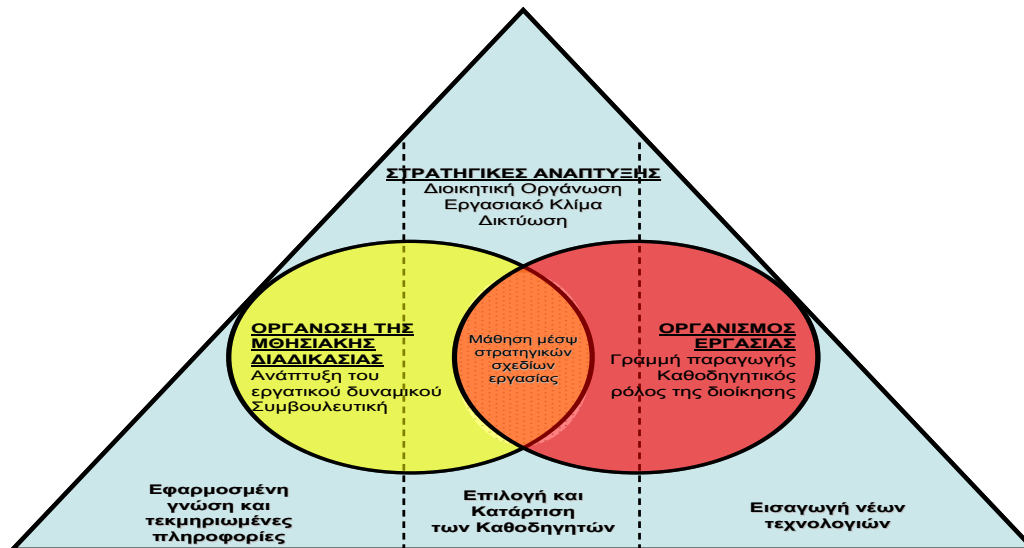 ΣΤΡΑΤΗΓΙΚΕΣ ΑΝΑΠΤΥΞΗΣ
Διοικητική Οργάνωση
Εργασιακό Κλίμα
Δικτύωση
ΟΡΓΑΝΩΣΗ ΤΗΣ
ΜΘΗΣΙΑΚΗΣ
ΔΙΑΔΙΚΑΣΙΑΣ
Ανάπτυξη του
εργατικού δυναμικού
Συμβουλευτική
Μάθηση μέσψ
στρατηγικών
σχεδίων
εργασίας
ΟΡΓΑΝΙΣΜΟΣ
ΕΡΓΑΣΙΑΣ
Γραμμή παραγωγής
Καθοδηγητικός
ρόλος της διοίκησης
Εφαρμοσμένη
γνώση και
τεκμηριωμένες
πληροφορίες
Επιλογή και
Κατάρτιση
των Καθοδηγητών
Εισαγωγή νέων
τεχνολογιών